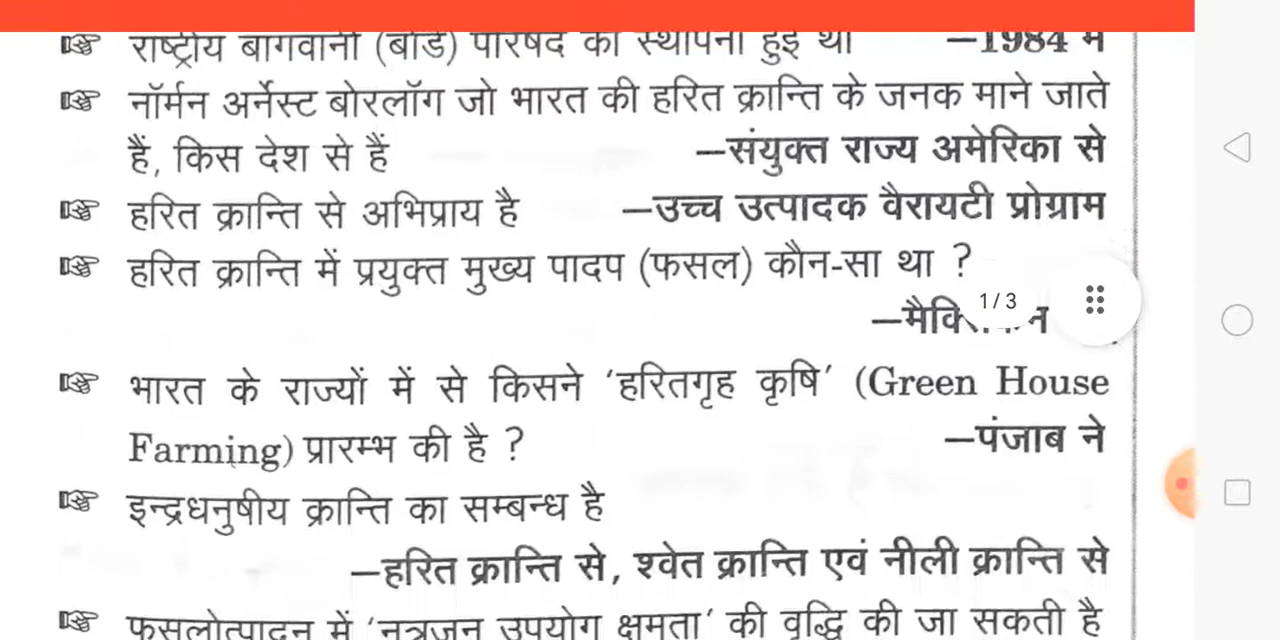 ☞ राष्ट्रीय बागवानी (बोर्ड) परिषद की स्थापना हुई थी —1984 में
☞ नॉर्मन अर्नेस्ट बोरलॉग जो भारत की हरित क्रान्ति के जनक माने जाते
हैं, किस देश से हैं —संयुक्त राज्य अमेरिका से
☞ हरित क्रान्ति से अभिप्राय है —उच्च उत्पादक वैरायटी प्रोग्राम
☞ हरित क्रान्ति में प्रयुक्त मुख्य पादप (फसल) कौन-सा था ?
1/3
☞ भारत के राज्यों में से किसने ‘हरितगृह कृषि’ (Green House
Farming) प्रारम्भ की है ? —पंजाब ने
☞ इन्द्रधनुषीय क्रान्ति का सम्बन्ध है
—हरित क्रान्ति से, श्वेत क्रान्ति एवं नीली क्रान्ति से
☞ फसलोत्पादन में ‘नत्रजन उपयोग क्षमता’ की वृद्धि की जा सकती है